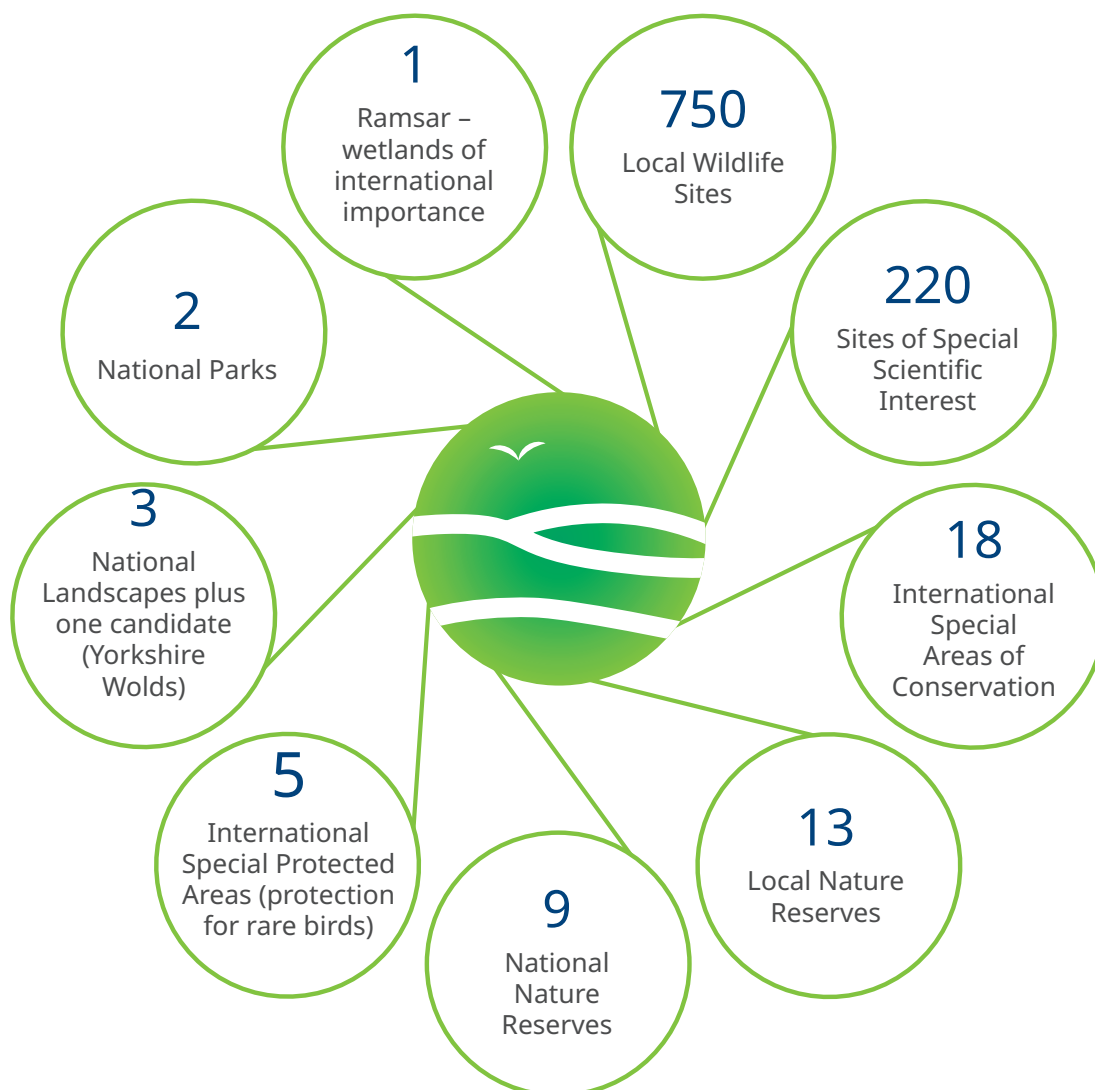 1
Ramsar –
wetlands of
international
importance
750
Local Wildlife
Sites
220
Sites of Special
Scientific
Interest
18
International
Special
Areas of
Conservation
13
Local Nature
Reserves
9
National
Nature
Reserves
5
International
Special Protected
Areas (protection
for rare birds)
3
National
Landscapes plus
one candidate
(Yorkshire
Wolds)
2
National Parks